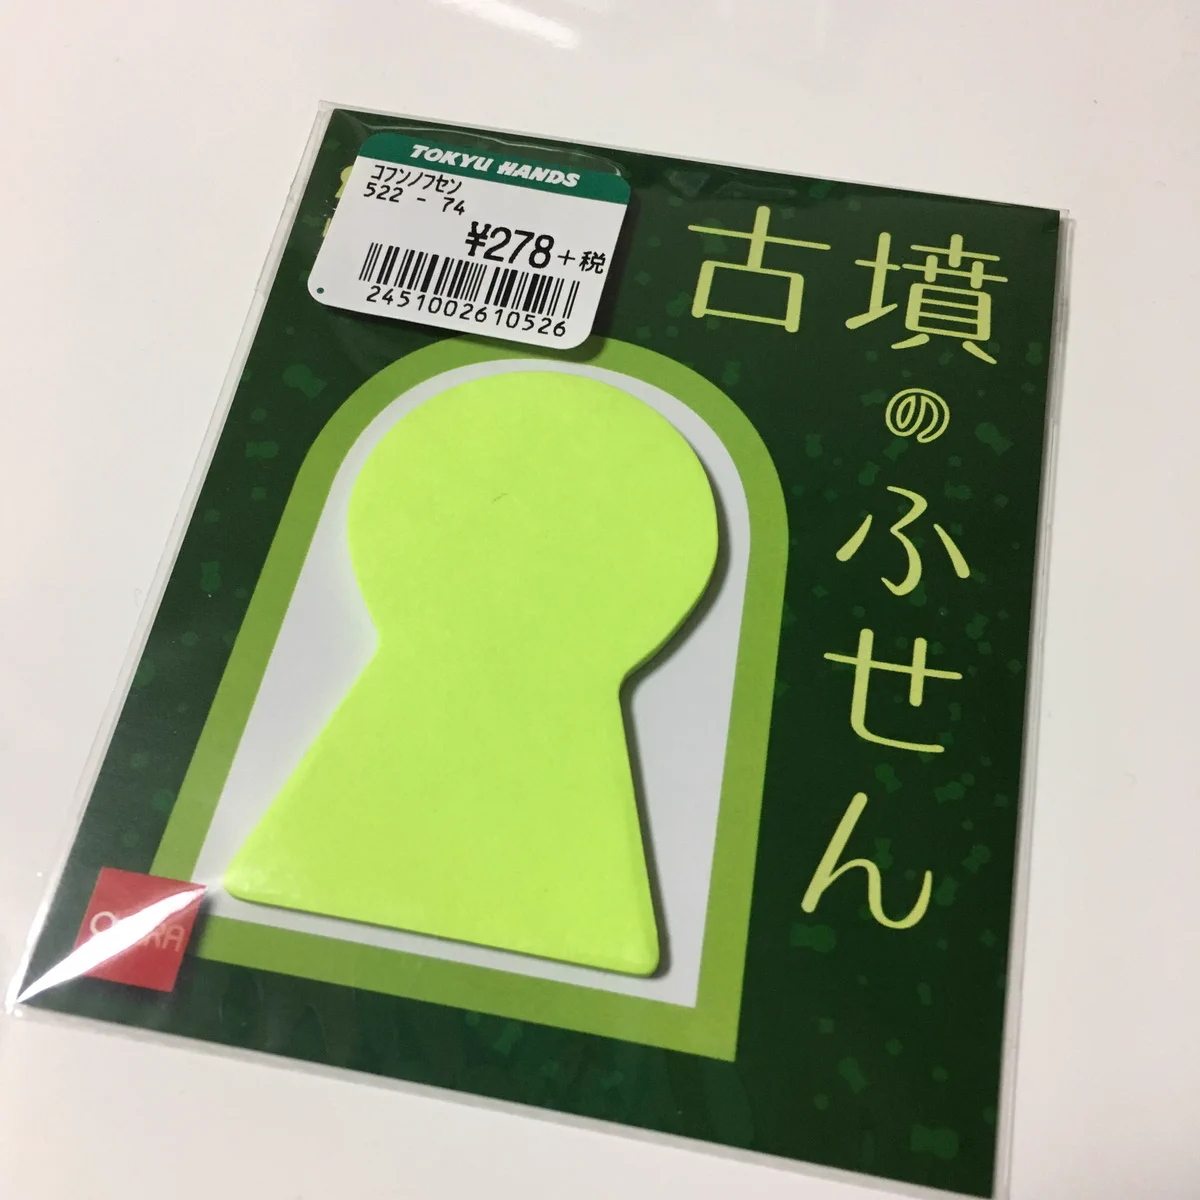 TOKYU HANDS
コフンノフセン
522 - 74
¥278+税
2451002610526
古墳のふせん